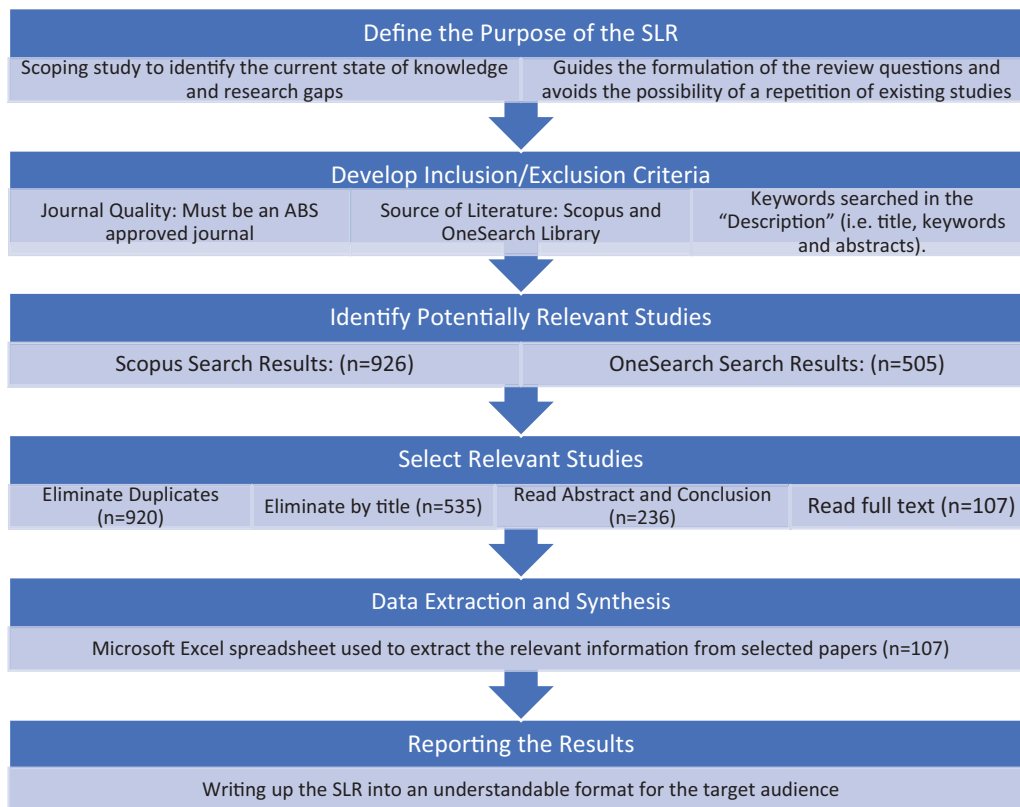 Define the Purpose of the SLR
Scoping study to identify the current state of knowledge
and research gaps
Guides the formulation of the review questions and
avoids the possibility of a repetition of existing studies
Develop Inclusion/Exclusion Criteria
Journal Quality: Must be an ABS
approved journal
Source of Literature: Scopus and
OneSearch Library
Keywords searched in the
“Description” (i.e. title, keywords
and abstracts).
Identify Potentially Relevant Studies
Scopus Search Results: (n=926)
OneSearch Search Results: (n=505)
Select Relevant Studies
Eliminate Duplicates
(n=920)
Eliminate by title (n=535)
Read Abstract and Conclusion
(n=236)
Read full text (n=107)
Data Extraction and Synthesis
Microsoft Excel spreadsheet used to extract the relevant information from selected papers (n=107)
Reporting the Results
Writing up the SLR into an understandable format for the target audience